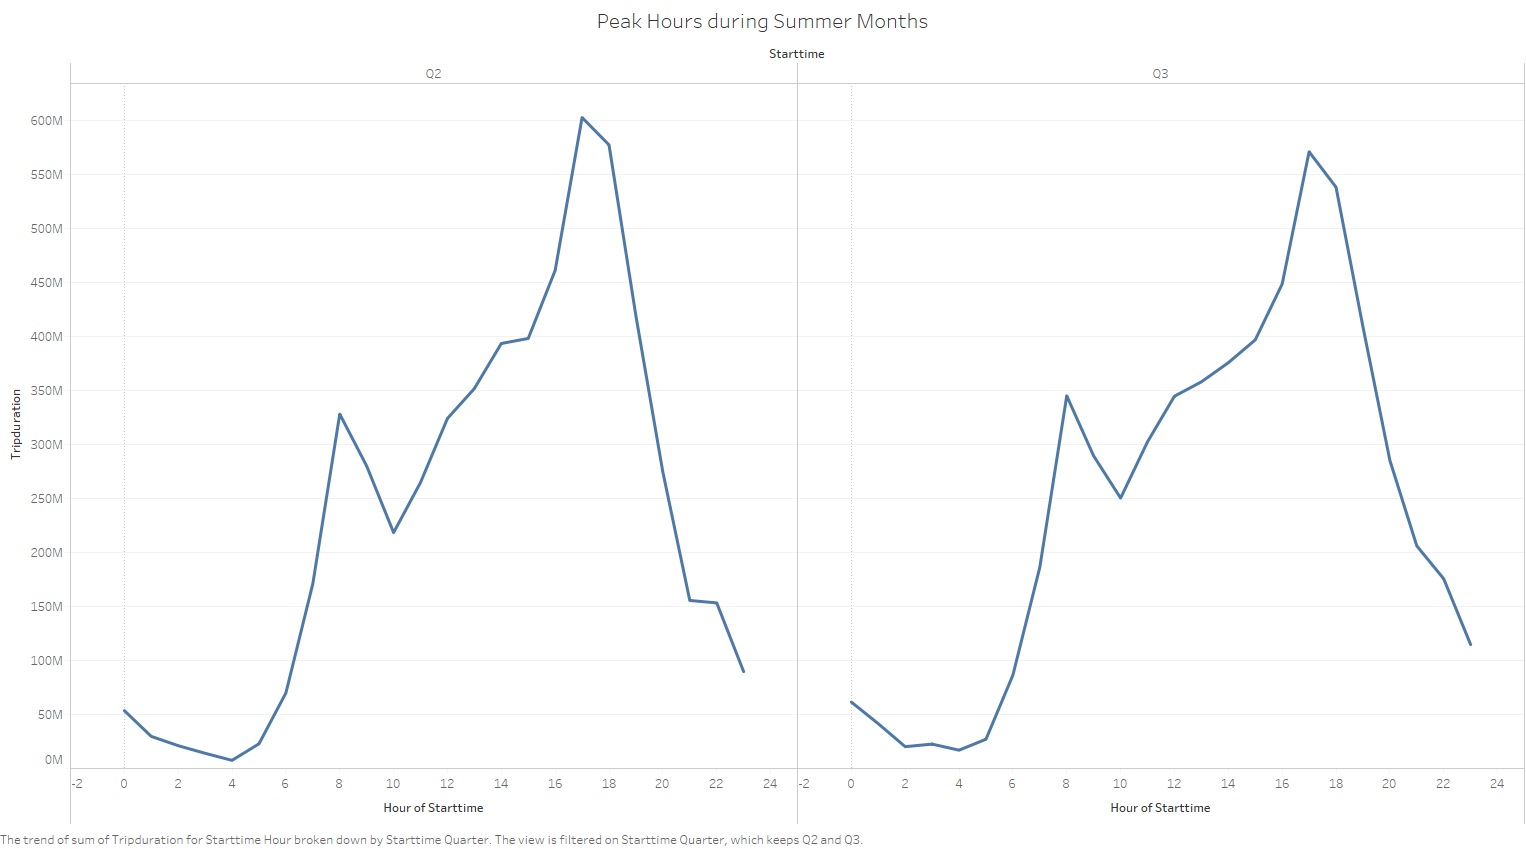 Peak Hours during Summer Months
Starttime
Q2 Q3
600M
550M
500M
450M
400M
350M
300M
250M
200M
150M
100M
50M
0M
Tripduration
-2 0 2 4 6 8 10 12 14 16 18 20 22 24 -2 0 2 4 6 8 10 12 14 16 18 20 22 24
Hour of Starttime Hour of Starttime
The trend of sum of Tripduration for Starttime Hour broken down by Starttime Quarter. The view is filtered on Starttime Quarter, which keeps Q2 and Q3.